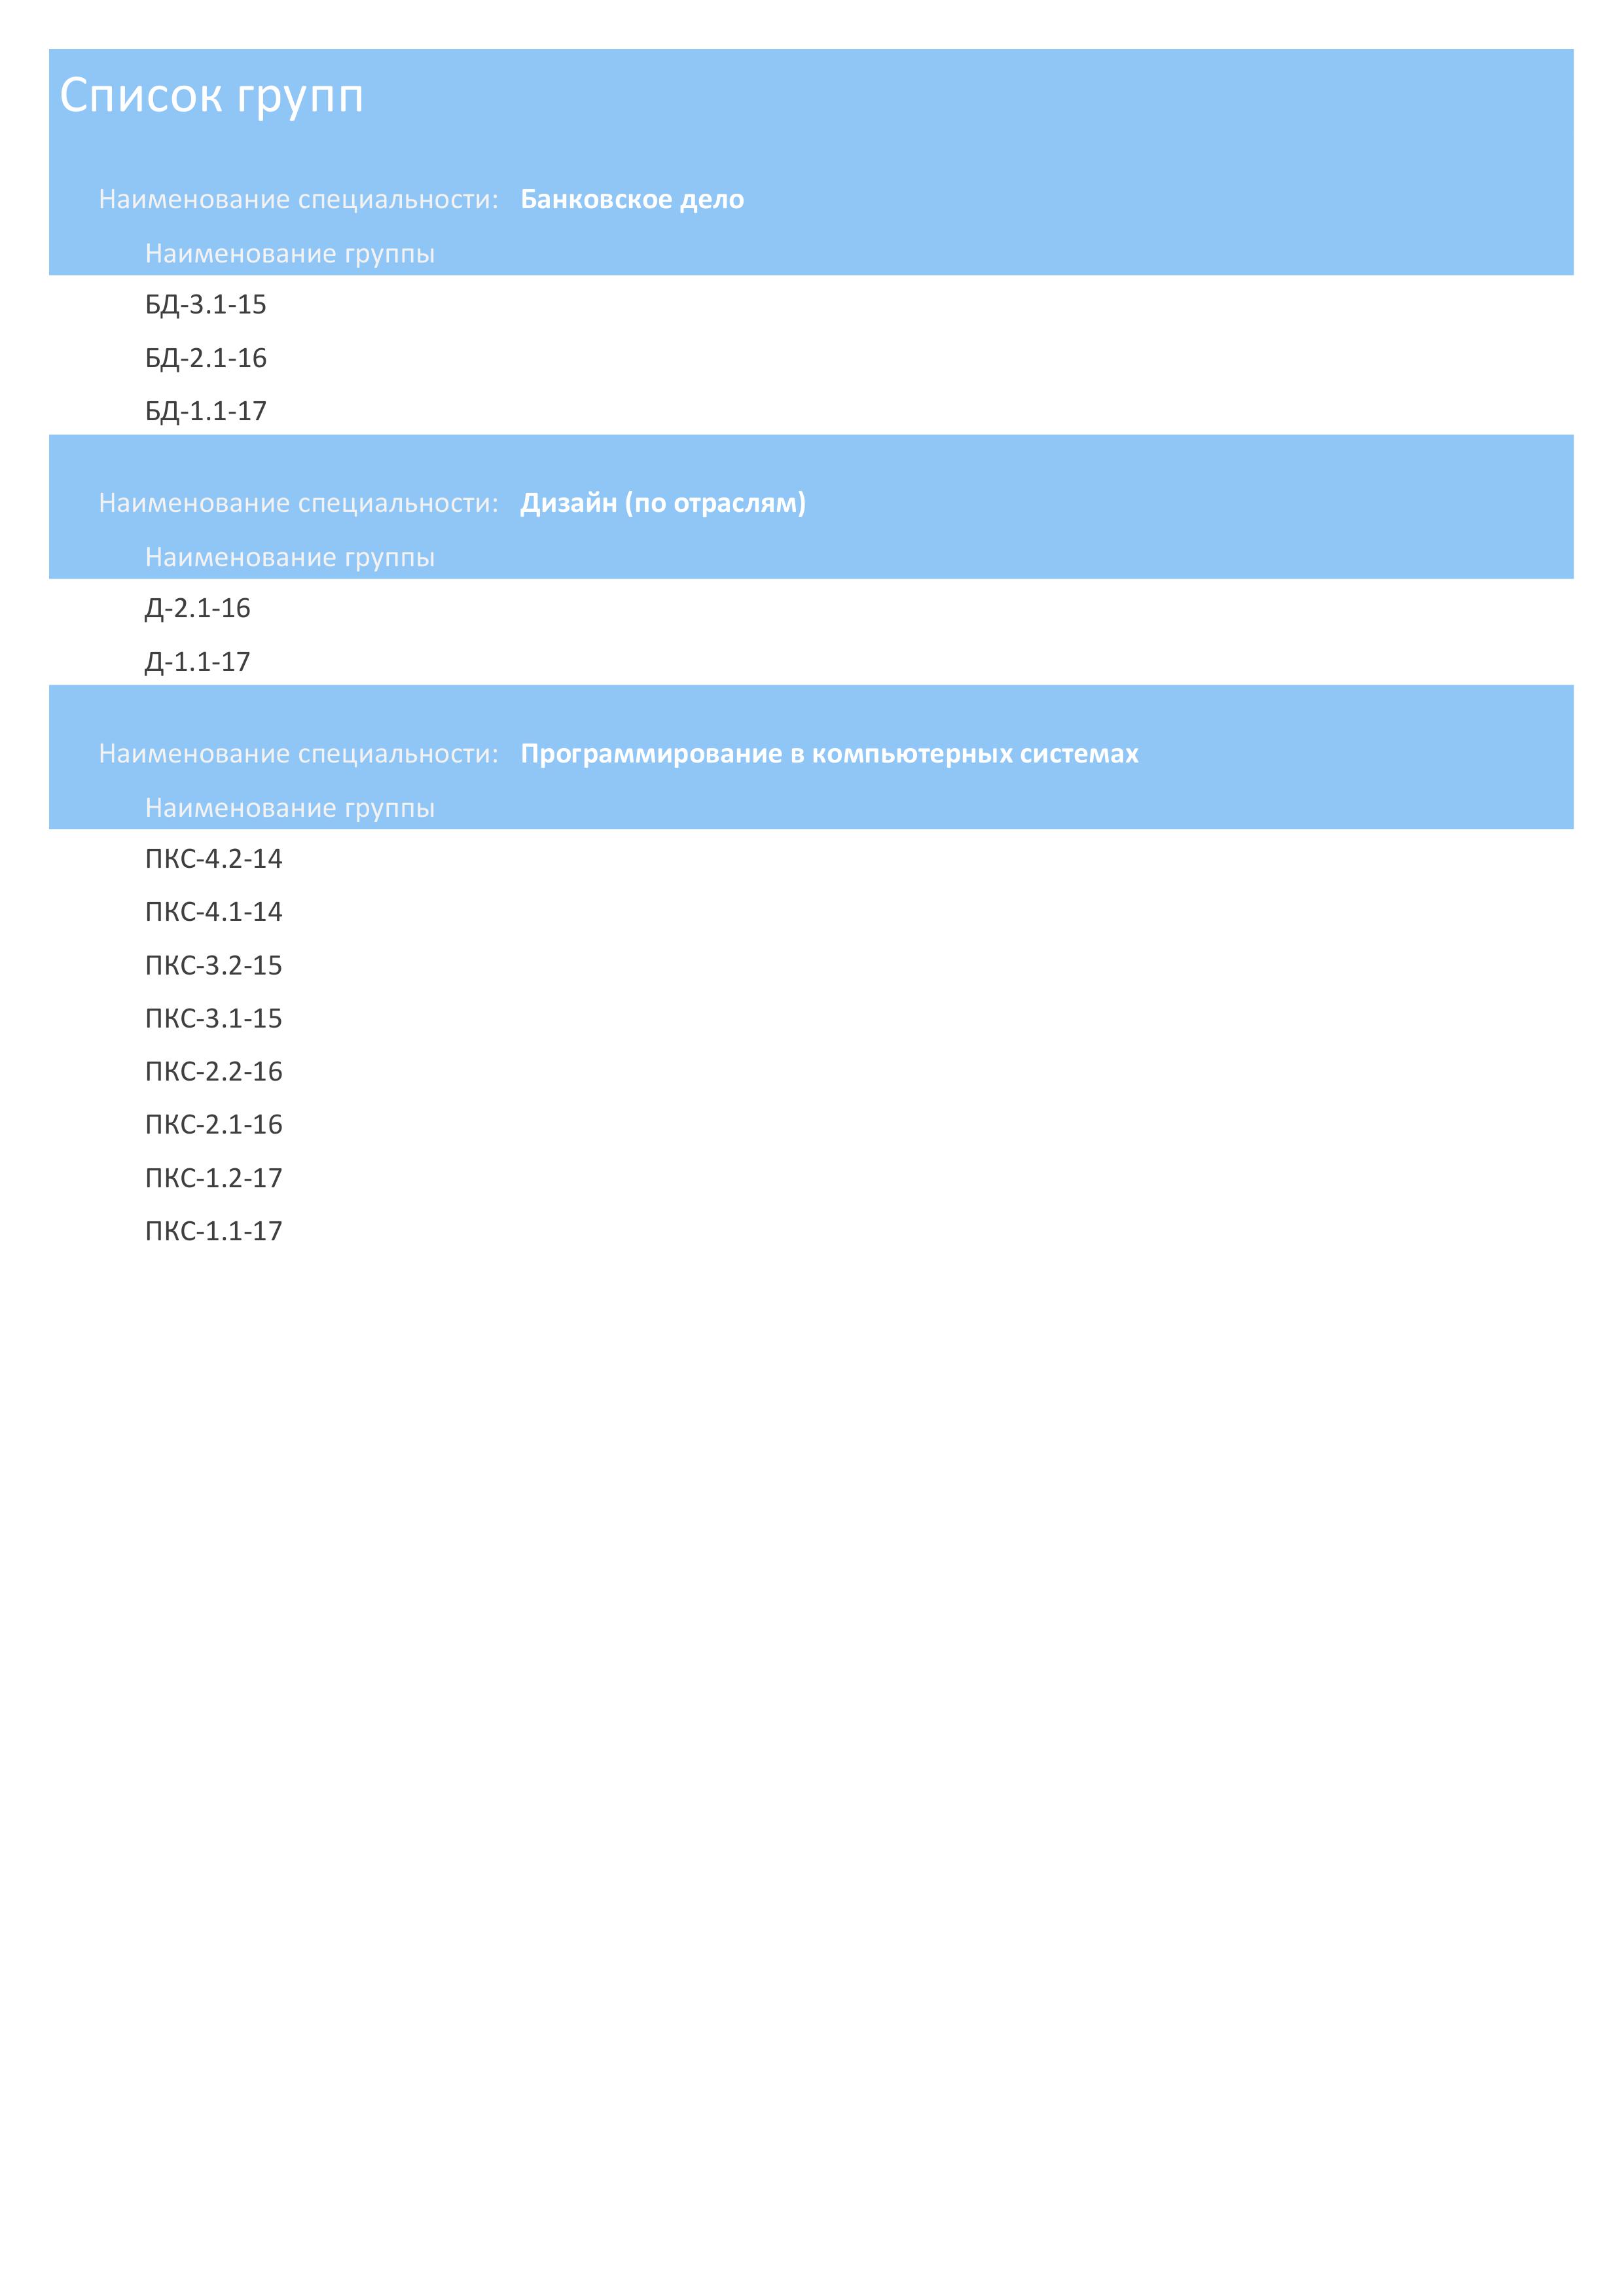 Список групп
Наименование специальности: Банковское дело
Наименование группы
БД-3.1-15
БД-2.1-16
БД-1.1-17
Наименование специальности: Дизайн (по отраслям)
Наименование группы
Д-2.1-16
Д-1.1-17
Наименование специальности: Программирование в компьютерных системах
Наименование группы
ПКС-4.2-14
ПКС-4.1-14
ПКС-3.2-15
ПКС-3.1-15
ПКС-2.2-16
ПКС-2.1-16
ПКС-1.2-17
ПКС-1.1-17